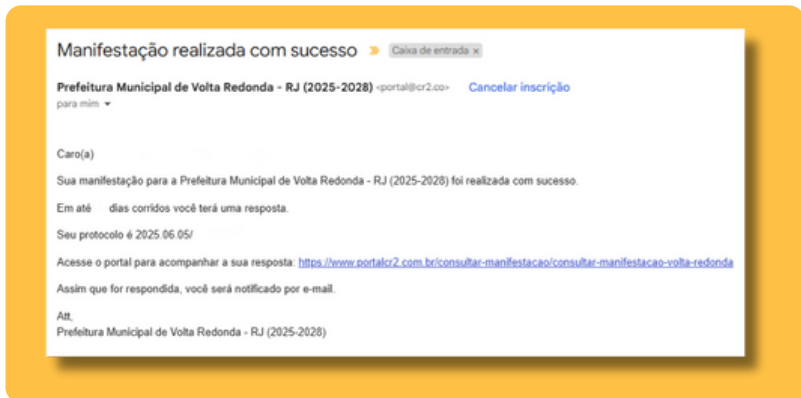 Manifestação realizada com sucesso Caixa de entrada x
Prefeitura Municipal de Volta Redonda - RJ (2025-2028) <portal@cr2.co> Cancelar inscrição
para mim
Caro(a)
Sua manifestação para a Prefeitura Municipal de Volta Redonda - RJ (2025-2028) foi realizada com sucesso.
Em até dias corridos você terá uma resposta.
Seu protocolo é 2025.06.05/
Acesse o portal para acompanhar a sua resposta: https://www.portalcr2.com.br/consultar-manifestacao/consultar-manifestacao-volta-redonda
Assim que for respondida, você será notificado por e-mail.
Att,
Prefeitura Municipal de Volta Redonda - RJ (2025-2028)